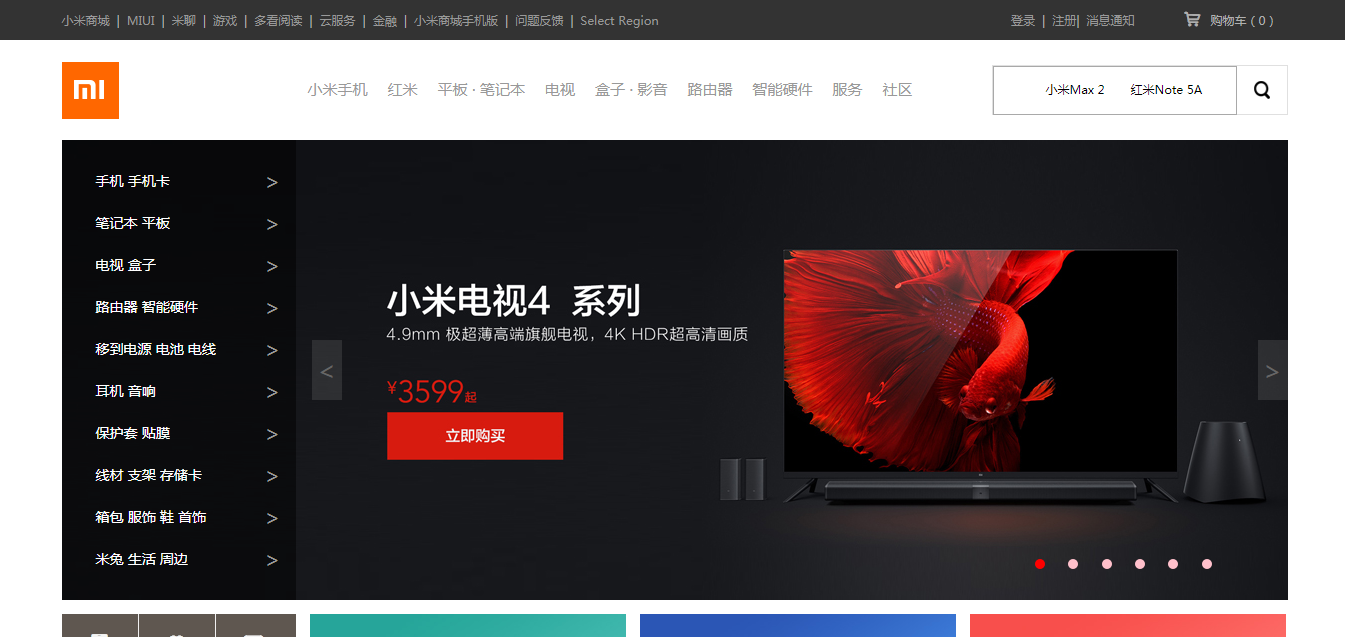 小米商城 | MIUI | 米聊 | 游戏 | 多看阅读 | 云服务 | 金融 | 小米商城手机版 | 问题反馈 | Select Region
登录 | 注册| 消息通知
购物车 ( 0 )
mi
小米手机 红米 平板 · 笔记本 电视 盒子 · 影音 路由器 智能硬件 服务 社区
小米Max 2 红米Note 5A
手机 手机卡 >
笔记本 平板 >
电视 盒子 >
路由器 智能硬件 >
移到电源 电池 电线 >
耳机 音响 >
保护套 贴膜 >
线材 支架 存储卡 >
箱包 服饰 鞋 首饰 >
米兔 生活 周边 >
<
小米电视4 系列
4.9mm 极超薄高端旗舰电视，4K HDR超高清画质
¥3599起
立即购买
>